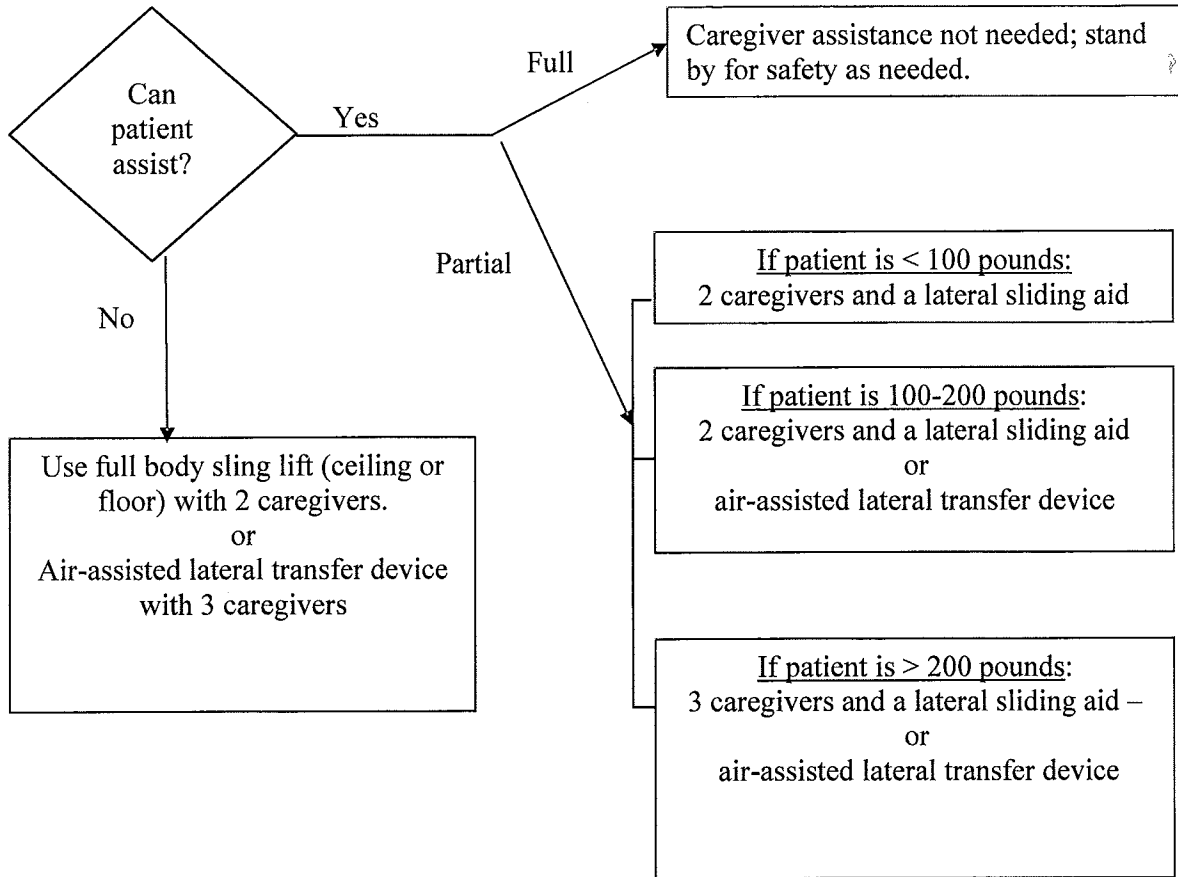 Can
patient
assist?
Yes
Full
Caregiver assistance not needed; stand
by for safety as needed.
Partial
No
If patient is < 100 pounds:
2 caregivers and a lateral sliding aid
If patient is 100-200 pounds:
2 caregivers and a lateral sliding aid
or
air-assisted lateral transfer device
If patient is > 200 pounds:
3 caregivers and a lateral sliding aid –
or
air-assisted lateral transfer device
Use full body sling lift (ceiling or
floor) with 2 caregivers.
or
Air-assisted lateral transfer device
with 3 caregivers